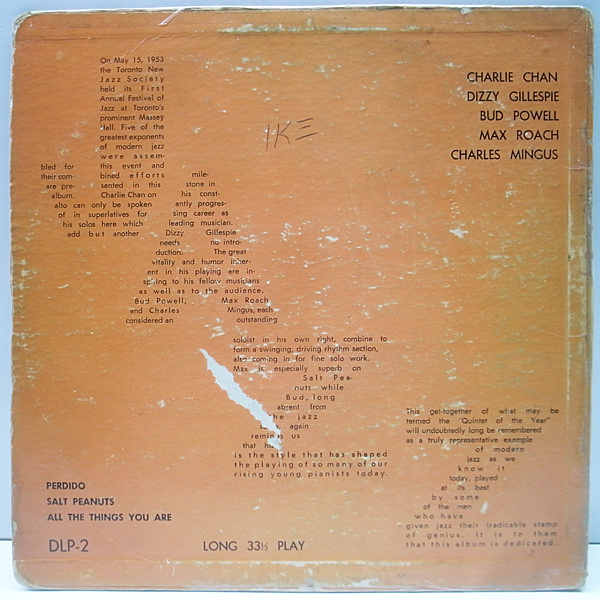 On May 15, 1953
the Toronto New
Jazz Society
held its First
Annual Festival of
Jazz at Toronto's
prominent Massey
Hall. Five of the
greatest exponents
of modern jazz
were assem-
bled for this event and
their com- bined efforts mile-
are pre- sented in this stone in
album. Charlie Chan on his const-
alto can only be spoken antly progres-
of in superlatives for sing career as
his solos here which leading musician.
add but another Dizzy Gillespie
needs no intro-
duction. The great
vitality and humor inher-
ent in his playing are in-
spiring to his fellow musicians
as well as to the audience.
Bud Powell, Max Roach
and Charles Mingus, each
considered an outstanding
soloist in his own right, combine to
form a swinging, driving rhythm section,
also coming in for fine solo work.
Max is especially superb on
Salt Pea-
nuts while
Bud, long
absent from
the jazz
again
reminds us
that his
is the style that has shaped
the playing of so many of our
rising young pianists today.
This get-together of what may be
termed the "Quintet of the Year"
will undoubtedly long be remembered
as a truly representative example
of modern
jazz as we
know it
today, played
at its best
by some
of the men
who have
given jazz their irradicable stamp
of genius. It is to them
that this album is dedicated.
IKE
CHARLIE CHAN
DIZZY GILLESPIE
BUD POWELL
MAX ROACH
CHARLES MINGUS
PERDIDO
SALT PEANUTS
ALL THE THINGS YOU ARE
DLP-2
LONG 33⅓ PLAY